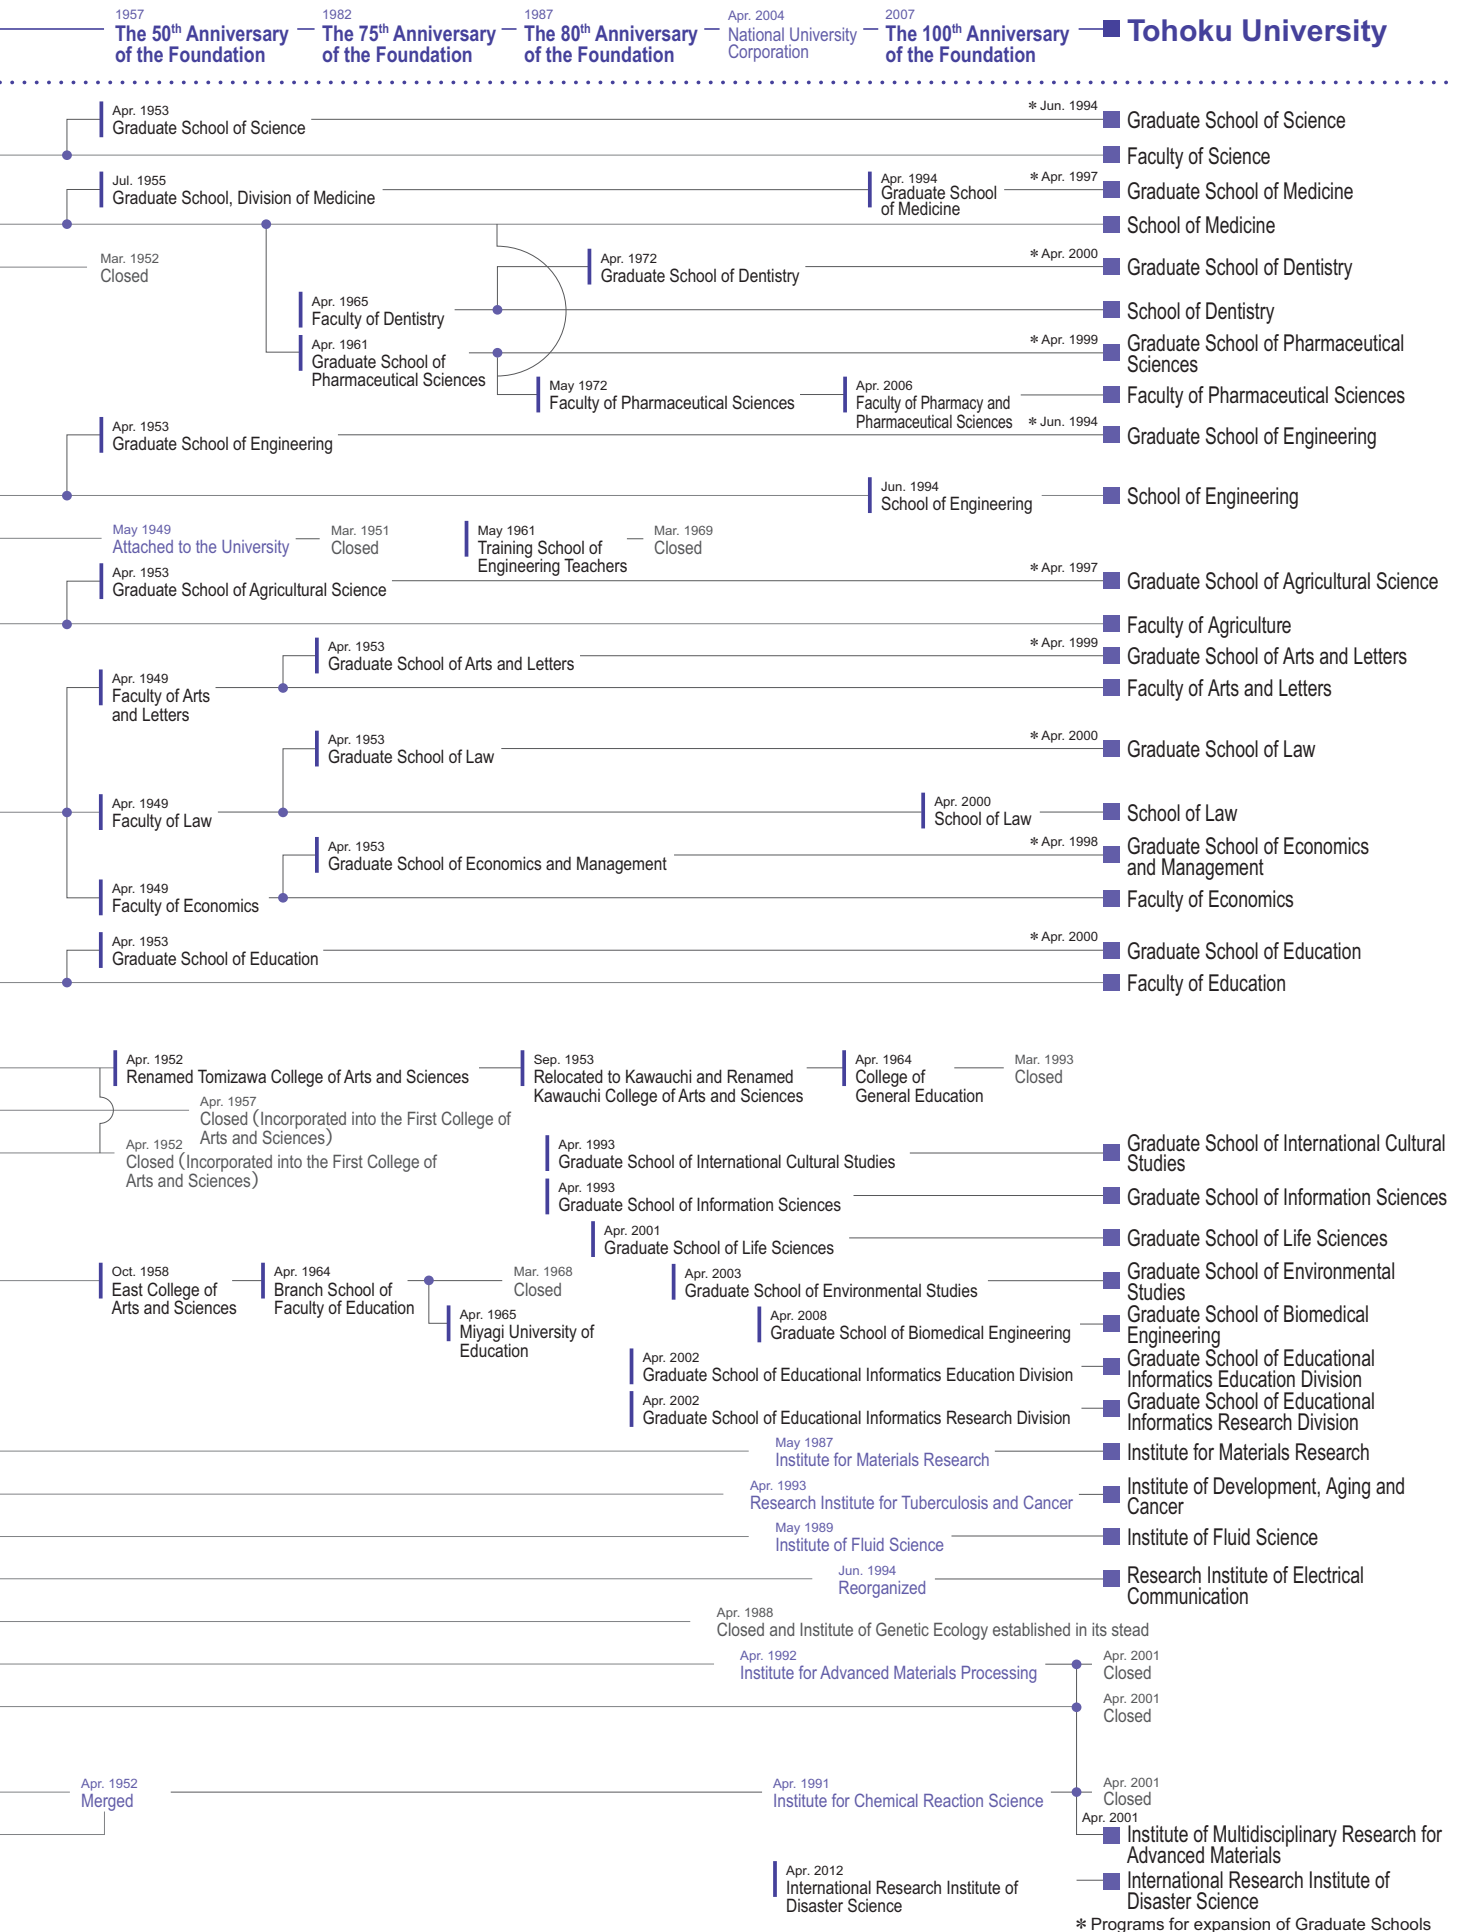 1957
The 50th Anniversary
of the Foundation
1982
The 75th Anniversary
of the Foundation
1987
The 80th Anniversary
of the Foundation
Apr. 2004
National University
Corporation
2007
The 100th Anniversary
of the Foundation
Tohoku University
Apr. 1953
Graduate School of Science
* Jun. 1994
Graduate School of Science
Faculty of Science
Jul. 1955
Graduate School, Division of Medicine
Apr. 1994
Graduate School
of Medicine
* Apr. 1997
Graduate School of Medicine
School of Medicine
Mar. 1952
Closed
Apr. 1972
Graduate School of Dentistry
* Apr. 2000
Graduate School of Dentistry
Apr. 1965
Faculty of Dentistry
School of Dentistry
Apr. 1961
Graduate School of
Pharmaceutical Sciences
* Apr. 1999
Graduate School of Pharmaceutical
Sciences
May 1972
Faculty of Pharmaceutical Sciences
Apr. 2006
Faculty of Pharmacy and
Pharmaceutical Sciences
Faculty of Pharmaceutical Sciences
Apr. 1953
Graduate School of Engineering
* Jun. 1994
Graduate School of Engineering
Jun. 1994
School of Engineering
School of Engineering
May 1949
Attached to the University
Mar. 1951
Closed
May 1961
Training School of
Engineering Teachers
Mar. 1969
Closed
Apr. 1953
Graduate School of Agricultural Science
* Apr. 1997
Graduate School of Agricultural Science
Faculty of Agriculture
Apr. 1953
Graduate School of Arts and Letters
* Apr. 1999
Graduate School of Arts and Letters
Apr. 1949
Faculty of Arts
and Letters
Faculty of Arts and Letters
Apr. 1953
Graduate School of Law
* Apr. 2000
Graduate School of Law
Apr. 1949
Faculty of Law
Apr. 2000
School of Law
School of Law
Apr. 1953
Graduate School of Economics and Management
* Apr. 1998
Graduate School of Economics
and Management
Apr. 1949
Faculty of Economics
Faculty of Economics
Apr. 1953
Graduate School of Education
* Apr. 2000
Graduate School of Education
Faculty of Education
Apr. 1952
Renamed Tomizawa College of Arts and Sciences
Sep. 1953
Relocated to Kawauchi and Renamed
Kawauchi College of Arts and Sciences
Apr. 1964
College of
General Education
Mar. 1993
Closed
Apr. 1957
Closed (Incorporated into the First College of
Arts and Sciences)
Apr. 1952
Closed (Incorporated into the First College of
Arts and Sciences)
Apr. 1993
Graduate School of International Cultural Studies
Graduate School of International Cultural
Studies
Apr. 1993
Graduate School of Information Sciences
Graduate School of Information Sciences
Apr. 2001
Graduate School of Life Sciences
Graduate School of Life Sciences
Oct. 1958
East College of
Arts and Sciences
Apr. 1964
Branch School of
Faculty of Education
Mar. 1968
Closed
Apr. 1965
Miyagi University of
Education
Apr. 2003
Graduate School of Environmental Studies
Graduate School of Environmental
Studies
Apr. 2008
Graduate School of Biomedical Engineering
Graduate School of Biomedical
Engineering
Apr. 2002
Graduate School of Educational Informatics Education Division
Graduate School of Educational
Informatics Education Division
Apr. 2002
Graduate School of Educational Informatics Research Division
Graduate School of Educational
Informatics Research Division
May 1987
Institute for Materials Research
Institute for Materials Research
Apr. 1993
Research Institute for Tuberculosis and Cancer
Institute of Development, Aging and
Cancer
May 1989
Institute of Fluid Science
Institute of Fluid Science
Jun. 1994
Reorganized
Research Institute of Electrical
Communication
Apr. 1988
Closed and Institute of Genetic Ecology established in its stead
Apr. 1992
Institute for Advanced Materials Processing
Apr. 2001
Closed
Apr. 2001
Closed
Apr. 1952
Merged
Apr. 1991
Institute for Chemical Reaction Science
Apr. 2001
Closed
Apr. 2001
Institute of Multidisciplinary Research for
Advanced Materials
Apr. 2012
International Research Institute of
Disaster Science
International Research Institute of
Disaster Science
* Programs for expansion of Graduate Schools